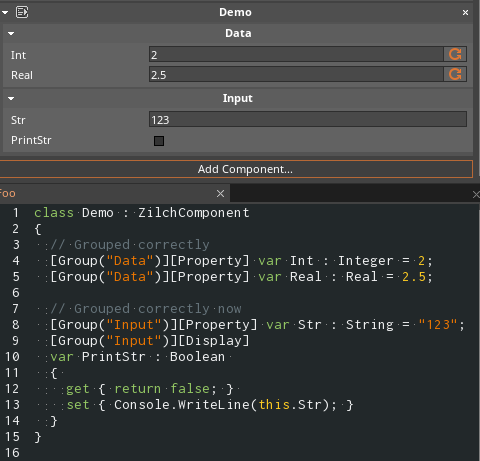 Demo ×
Data
Int 2
Real 2.5
Input
Str 123
PrintStr
Add Component...
Foo × ×
1 class Demo : ZilchComponent
2 {
3 // Grouped correctly
4 [Group("Data")][Property] var Int : Integer = 2;
5 [Group("Data")][Property] var Real : Real = 2.5;
6
7 // Grouped correctly now
8 [Group("Input")][Property] var Str : String = "123";
9 [Group("Input")][Display]
10 var PrintStr : Boolean
11 {
12 get { return false; }
13 set { Console.WriteLine(this.Str); }
14 }
15 }
16